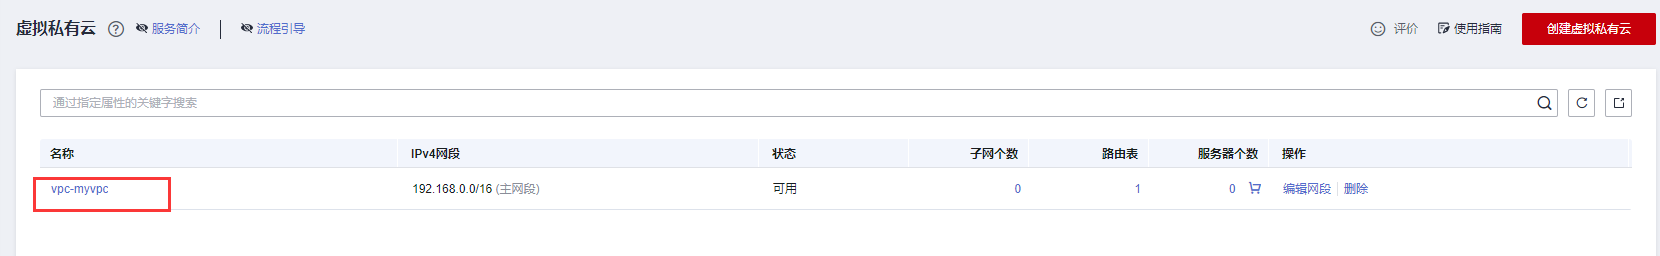 虚拟私有云 服务简介 流程引导 评价 使用指南 创建虚拟私有云
通过指定属性的关键字搜索
名称 IPv4网段 状态 子网个数 路由表 服务器个数 操作
vpc-myvpc 192.168.0.0/16 (主网段) 可用 0 1 0 编辑网段 删除